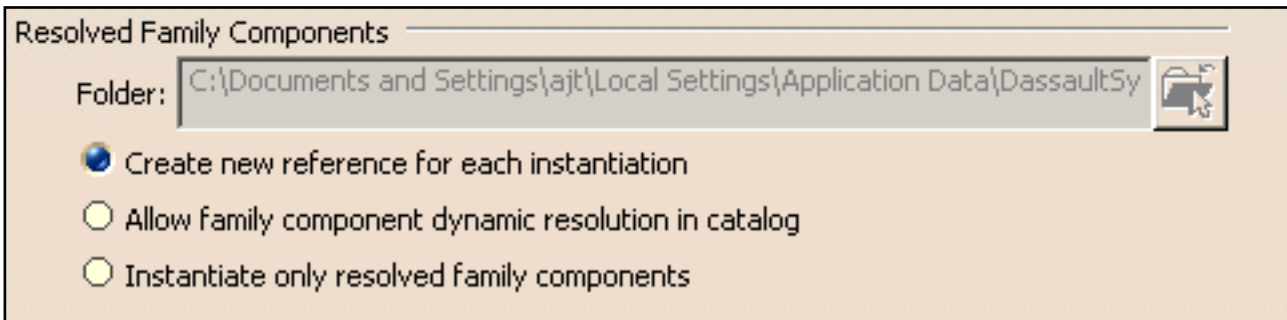 Resolved Family Components
Folder: C:\Documents and Settings\ajt\Local Settings\Application Data\DassaultSy
Create new reference for each instantiation
Allow family component dynamic resolution in catalog
Instantiate only resolved family components